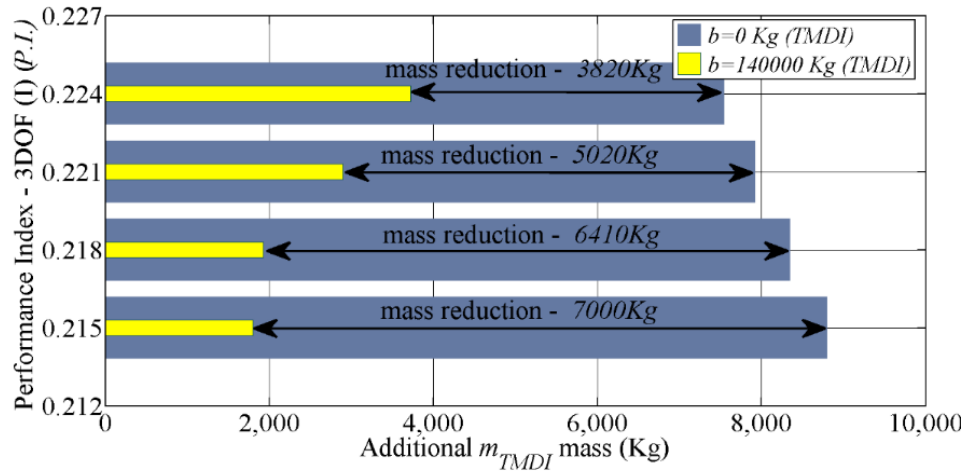 0.227
b=0 Kg (TMDI)
b=140000 Kg (TMDI)
mass reduction - 3820Kg
0.224
mass reduction - 5020Kg
0.221
mass reduction - 6410Kg
0.218
mass reduction - 7000Kg
0.215
0.212
Performance Index - 3DOF (I) (P.I.)
0 2,000 4,000 6,000 8,000 10,000
Additional m_TMDI mass (Kg)